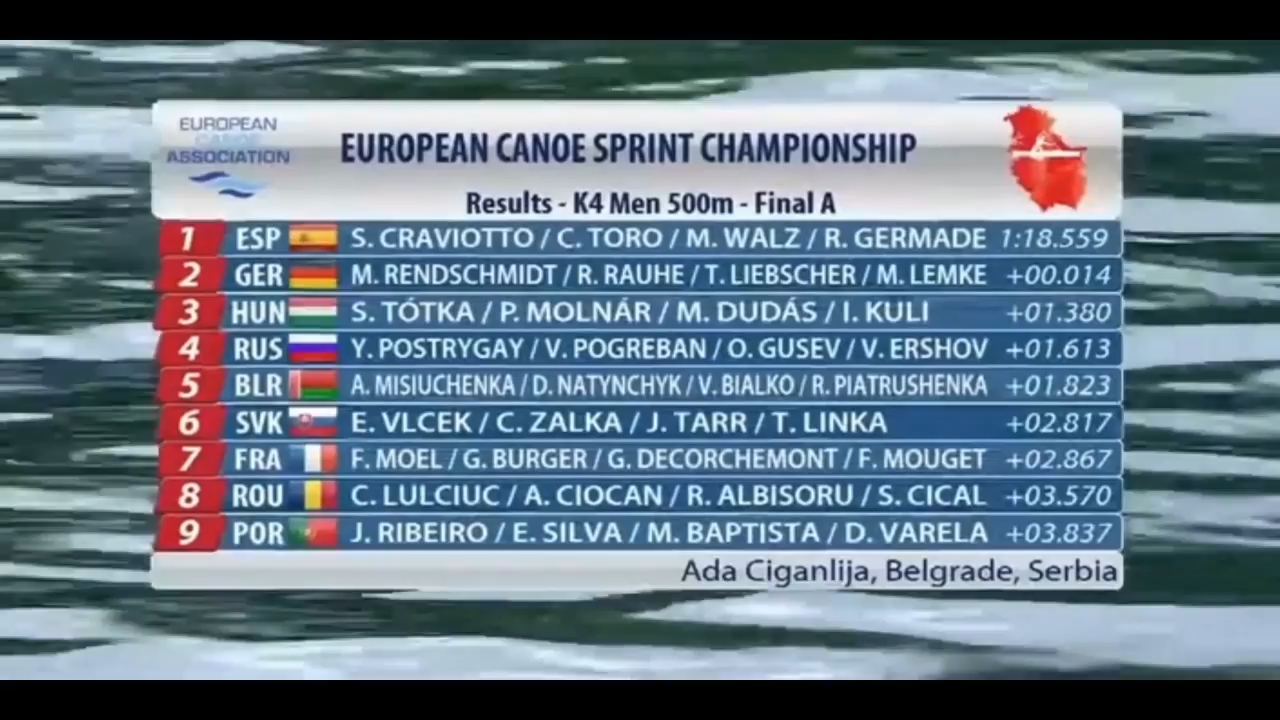 EUROPEAN
CANOE
ASSOCIATION
EUROPEAN CANOE SPRINT CHAMPIONSHIP
Results - K4 Men 500m - Final A
1 ESP S. CRAVIOTTO / C. TORO / M. WALZ / R. GERMADE 1:18.559
2 GER M. RENDSCHMIDT / R. RAUHE / T. LIEBSCHER / M. LEMKE +00.014
3 HUN S. TÓTKA / P. MOLNÁR / M. DUDÁS / I. KULI +01.380
4 RUS Y. POSTRYGAY / V. POGREBAN / O. GUSEV / V. ERSHOV +01.613
5 BLR A. MISIUCHENKA / D. NATYNCHYK / V. BIALKO / R. PIATRUSHENKA +01.823
6 SVK E. VLCEK / C. ZALKA / J. TARR / T. LINKA +02.817
7 FRA F. MOEL / G. BURGER / G. DECORCHEMONT / F. MOUGET +02.867
8 ROU C. LULCIUC / A. CIOCAN / R. ALBISORU / S. CICAL +03.570
9 POR J. RIBEIRO / E. SILVA / M. BAPTISTA / D. VARELA +03.837
Ada Ciganlija, Belgrade, Serbia